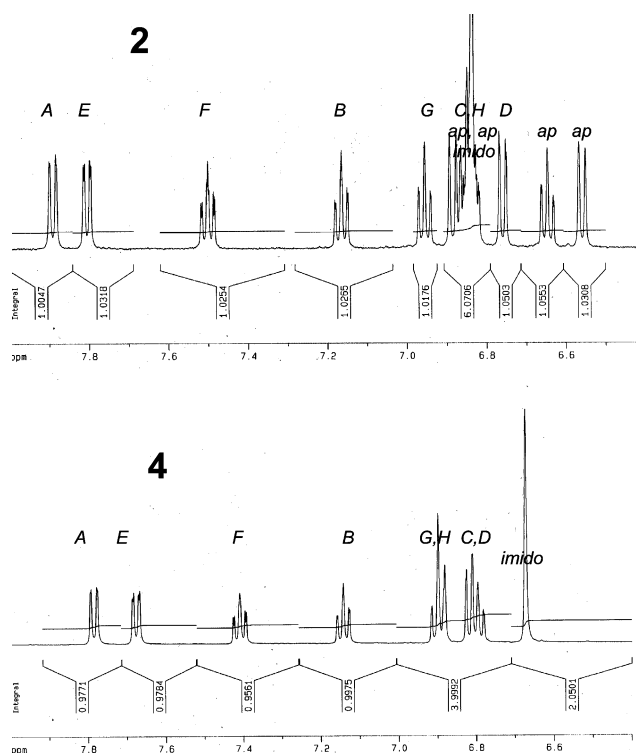 2
A E F B G C,H D
ap, ap ap ap
imido
Integral 1.0047 1.0318 1.0254 1.0265 1.0176 6.0706 1.0503 1.0553 1.0308
ppm 7.8 7.6 7.4 7.2 7.0 6.8 6.6
4
A E F B G,H C,D
imido
Integral 0.9771 0.9784 0.9561 0.9975 3.9992 2.0501
ppm 7.8 7.6 7.4 7.2 7.0 6.8 6.6